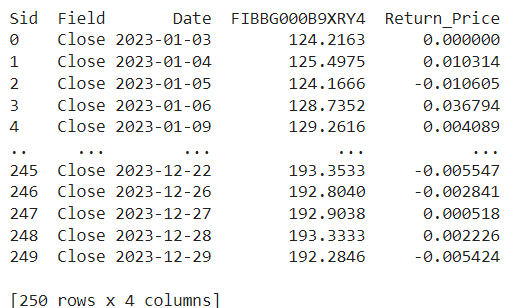 Sid  Field       Date  FIBBG000B9XRY4  Return_Price
0    Close 2023-01-03        124.2163      0.000000
1    Close 2023-01-04        125.4975      0.010314
2    Close 2023-01-05        124.1666     -0.010605
3    Close 2023-01-06        128.7352      0.036794
4    Close 2023-01-09        129.2616      0.004089
..     ...        ...             ...           ...
245  Close 2023-12-22        193.3533     -0.005547
246  Close 2023-12-26        192.8040     -0.002841
247  Close 2023-12-27        192.9038      0.000518
248  Close 2023-12-28        193.3333      0.002226
249  Close 2023-12-29        192.2846     -0.005424
[250 rows x 4 columns]